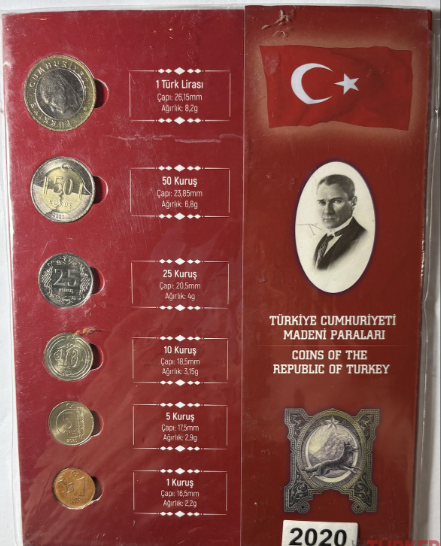 1 Türk Lirası
Çapı: 26,15mm
Ağırlık: 8,2g
50 Kuruş
Çapı: 23,85mm
Ağırlık: 6,8g
25 Kuruş
Çapı: 20,5mm
Ağırlık: 4g
10 Kuruş
Çapı: 18,5mm
Ağırlık: 3,15g
5 Kuruş
Çapı: 17,5mm
Ağırlık: 2,9g
1 Kuruş
Çapı: 16,5mm
Ağırlık: 2,2g
50
25
10
5
1
TÜRKİYE CUMHURİYETİ
MADENİ PARALARI
COINS OF THE
REPUBLIC OF TURKEY
2020